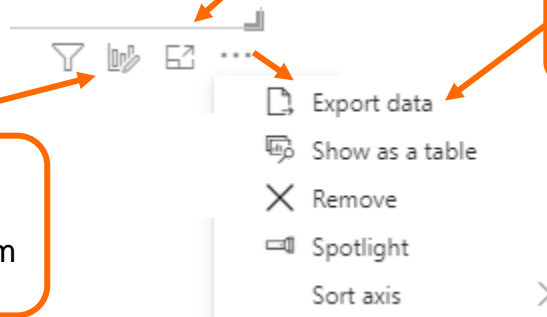 Export data
Show as a table
Remove
Spotlight
Sort axis